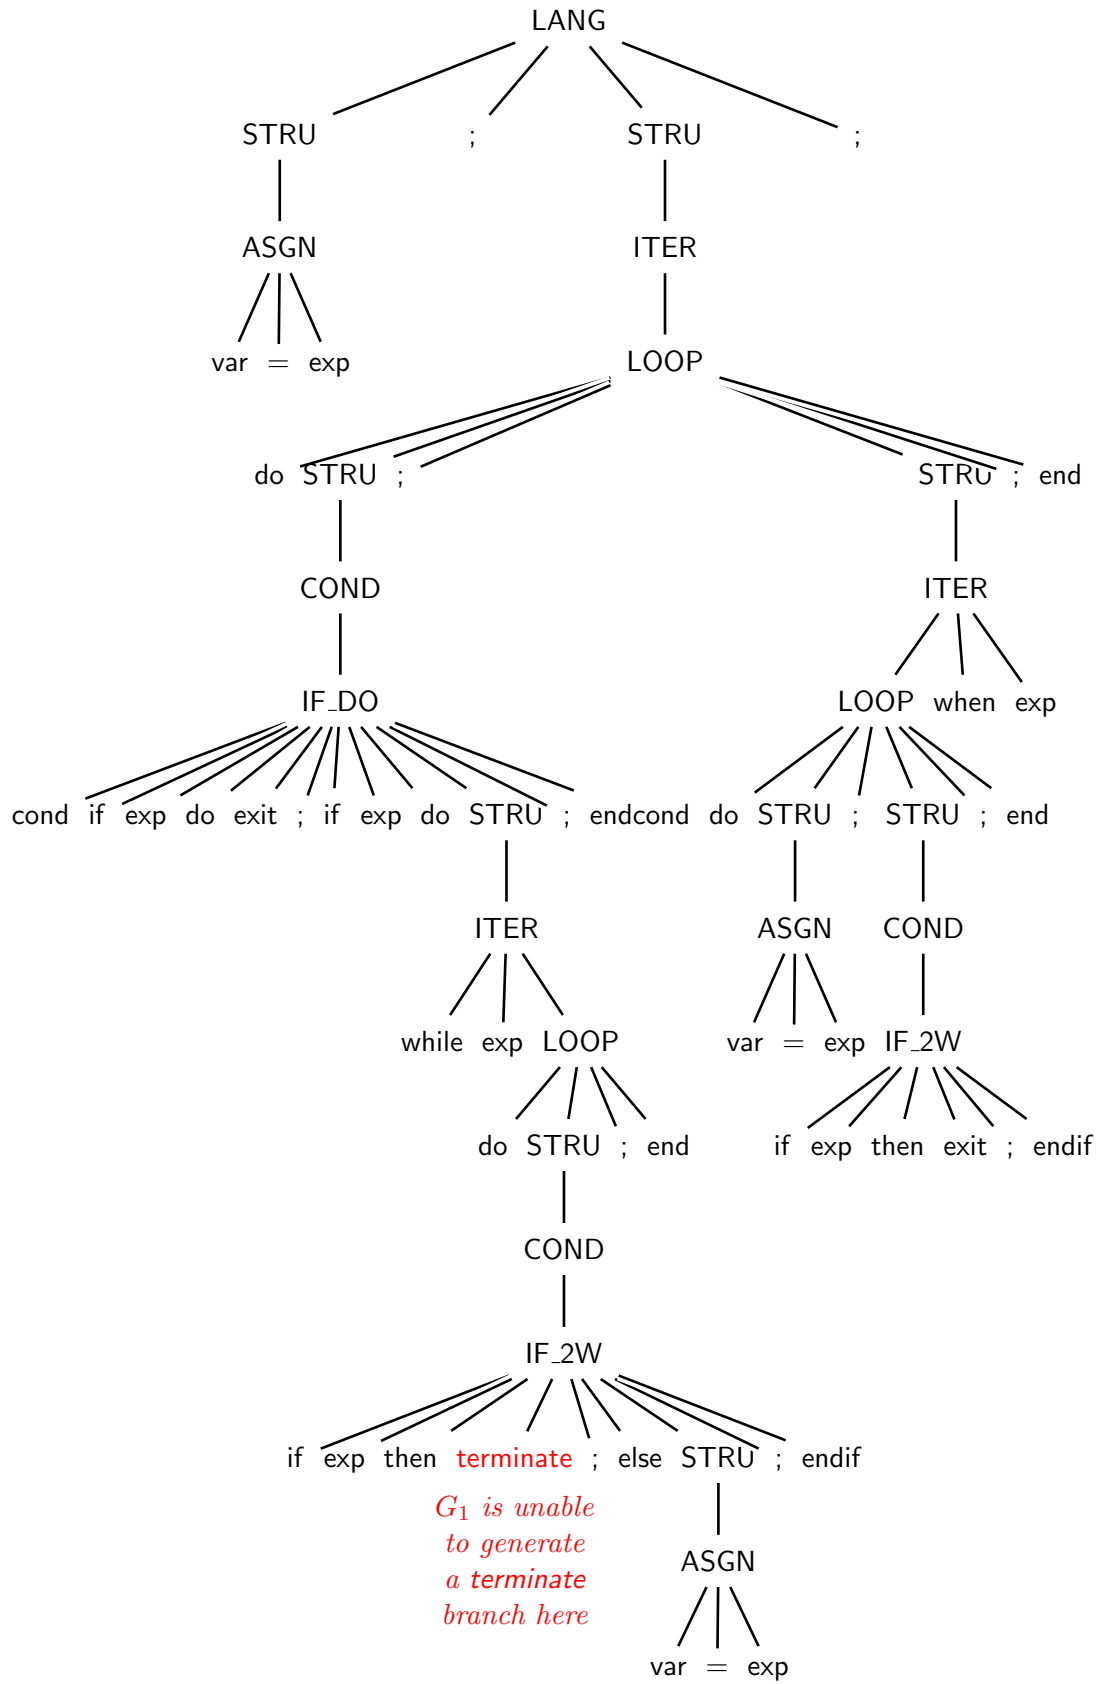 LANG
STRU ; STRU ;
ASGN ITER
var = exp LOOP
do STRU ; STRU ; end
COND ITER
IF_DO LOOP when exp
cond if exp do exit ; if exp do STRU ; endcond do STRU ; STRU ; end
ITER ASGN COND
while exp LOOP var = exp IF_2W
do STRU ; end if exp then exit ; endif
COND
IF_2W
if exp then terminate ; else STRU ; endif
G₁ is unable
to generate
a terminate
branch here
ASGN
var = exp